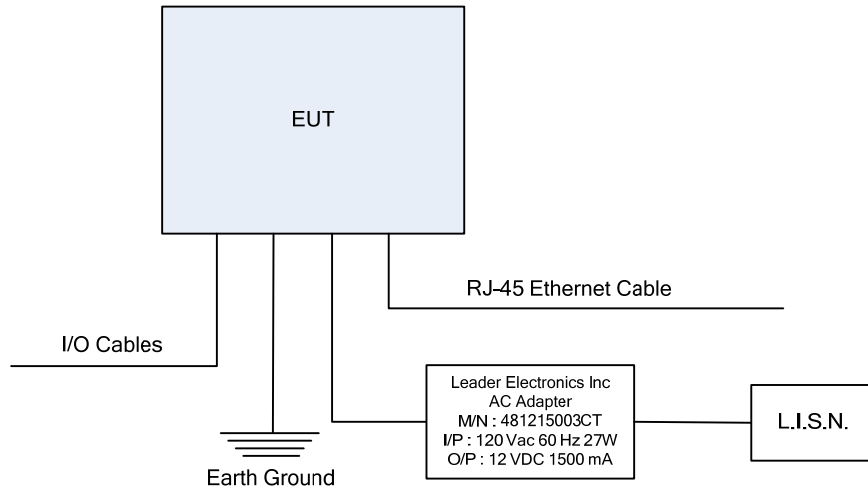 EUT
RJ-45 Ethernet Cable
I/O Cables
Leader Electronics Inc
AC Adapter
M/N : 481215003CT
I/P : 120 Vac 60 Hz 27W
O/P : 12 VDC 1500 mA
L.I.S.N.
Earth Ground